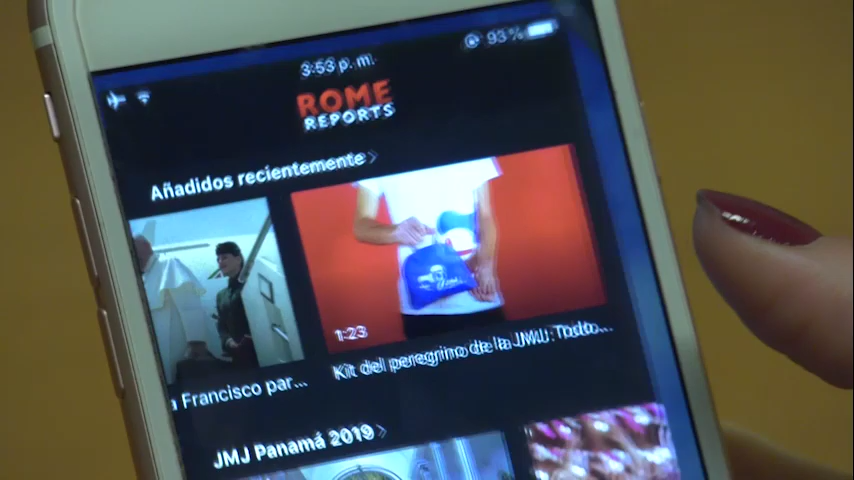 3:53 p. m.
93 %
ROME
REPORTS
Añadidos recientemente
1:23
a Francisco par...
Kit del peregrino de la JMJ: Todo...
JMJ Panamá 2019